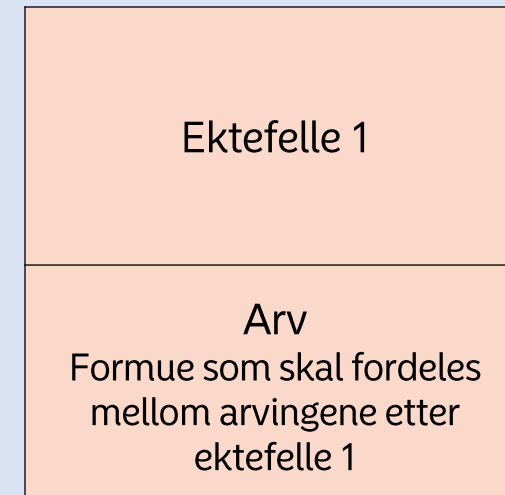 Ektefelle 1
Arv
Formue som skal fordeles
mellom arvingene etter
ektefelle 1